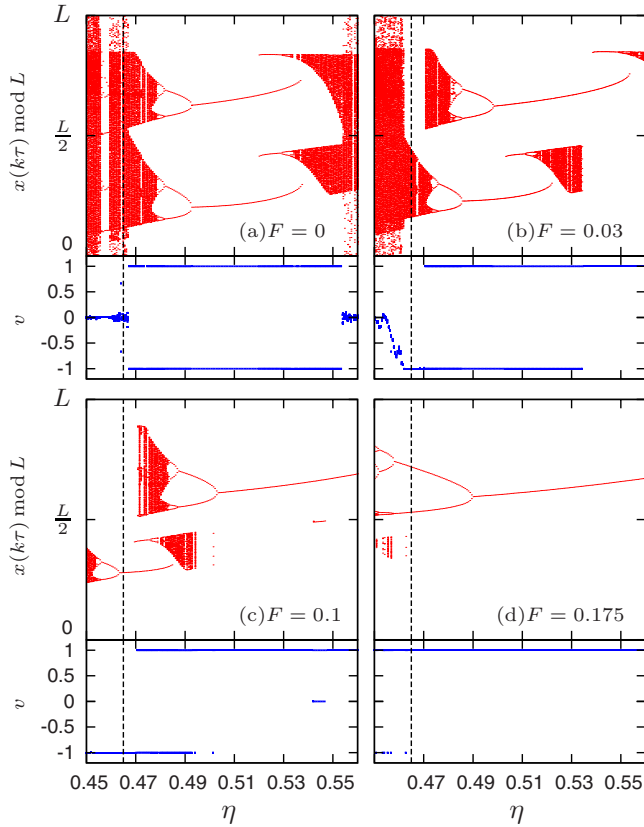 L
x(kτ) mod L
L/2
0
(a)F = 0
(b)F = 0.03
v
1
0.5
0
-0.5
-1
L
x(kτ) mod L
L/2
0
(c)F = 0.1
(d)F = 0.175
v
1
0.5
0
-0.5
-1
0.45 0.47 0.49 0.51 0.53 0.55 0.47 0.49 0.51 0.53 0.55
η η